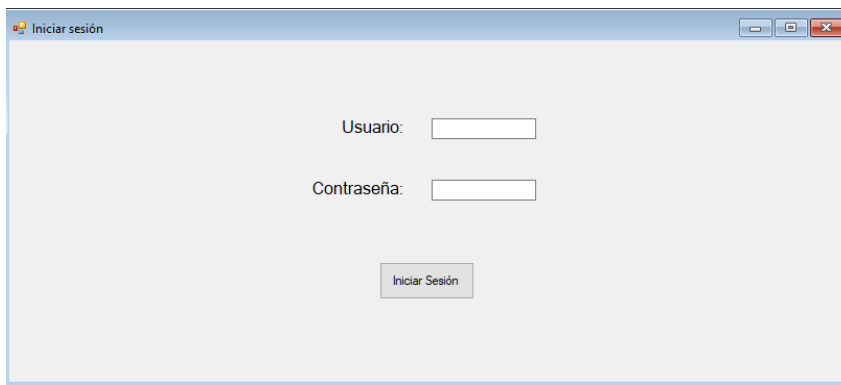 Iniciar sesión
Usuario:
Contraseña:
Iniciar Sesión